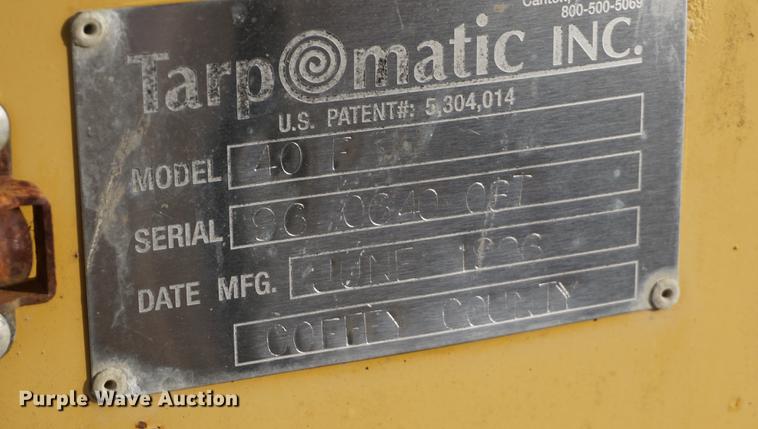 Canton,
800-500-5069
Tarpomatic INC.
U.S. PATENT#: 5,304,014
MODEL 40 F
SERIAL 96 0640 OFT
DATE MFG. JUNE 1996
COFFEY COUNTY
Purple Wave Auction